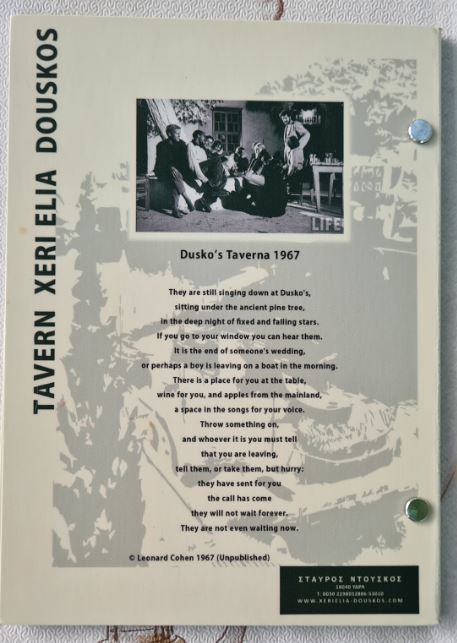 TAVERN XERI ELIA DOUSKOS
LIFE
Dusko's Taverna 1967
They are still singing down at Dusko's,
sitting under the ancient pine tree,
in the deep night of fixed and falling stars.
If you go to your window you can hear them.
It is the end of someone's wedding,
or perhaps a boy is leaving on a boat in the morning.
There is a place for you at the table,
wine for you, and apples from the mainland,
a space in the songs for your voice.
Throw something on,
and whoever it is you must tell
that you are leaving,
tell them, or take them, but hurry:
they have sent for you
the call has come
they will not wait forever.
They are not even waiting now.
© Leonard Cohen 1967 (Unpublished)
ΣΤΑΥΡΟΣ ΝΤΟΥΣΚΟΣ
18040 ΥΔΡΑ
WWW.XERIELIA-DOUSKOS.COM